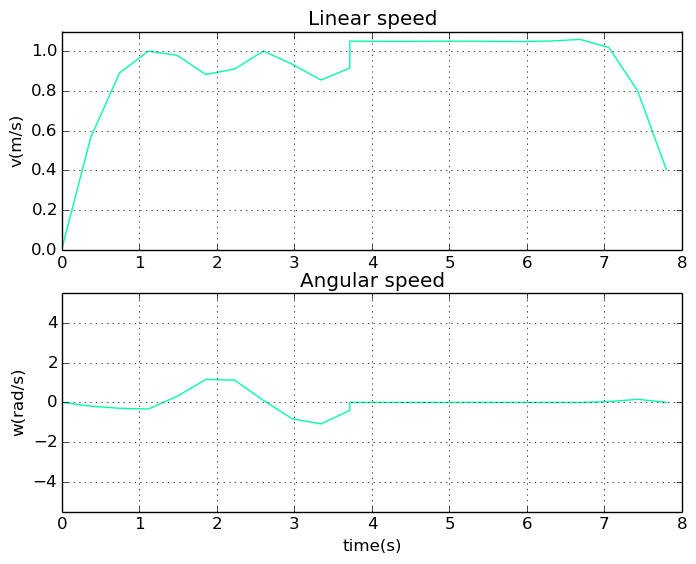 Linear speed
v(m/s)
1.0
0.8
0.6
0.4
0.2
0.0
0 1 2 3 4 5 6 7 8
Angular speed
w(rad/s)
4
2
0
−2
−4
0 1 2 3 4 5 6 7 8
time(s)